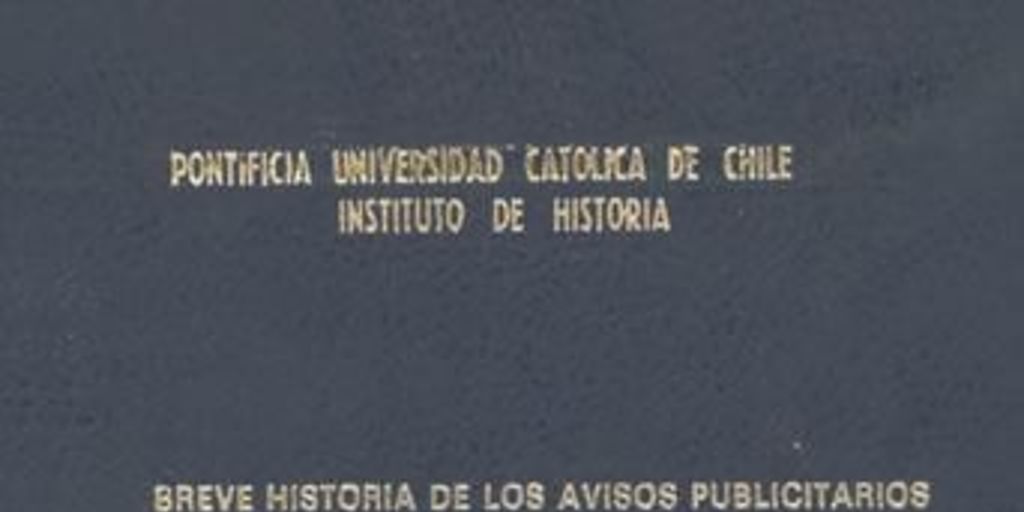 PONTIFICIA UNIVERSIDAD CATOLICA DE CHILE
INSTITUTO DE HISTORIA
BREVE HISTORIA DE LOS AVISOS PUBLICITARIOS